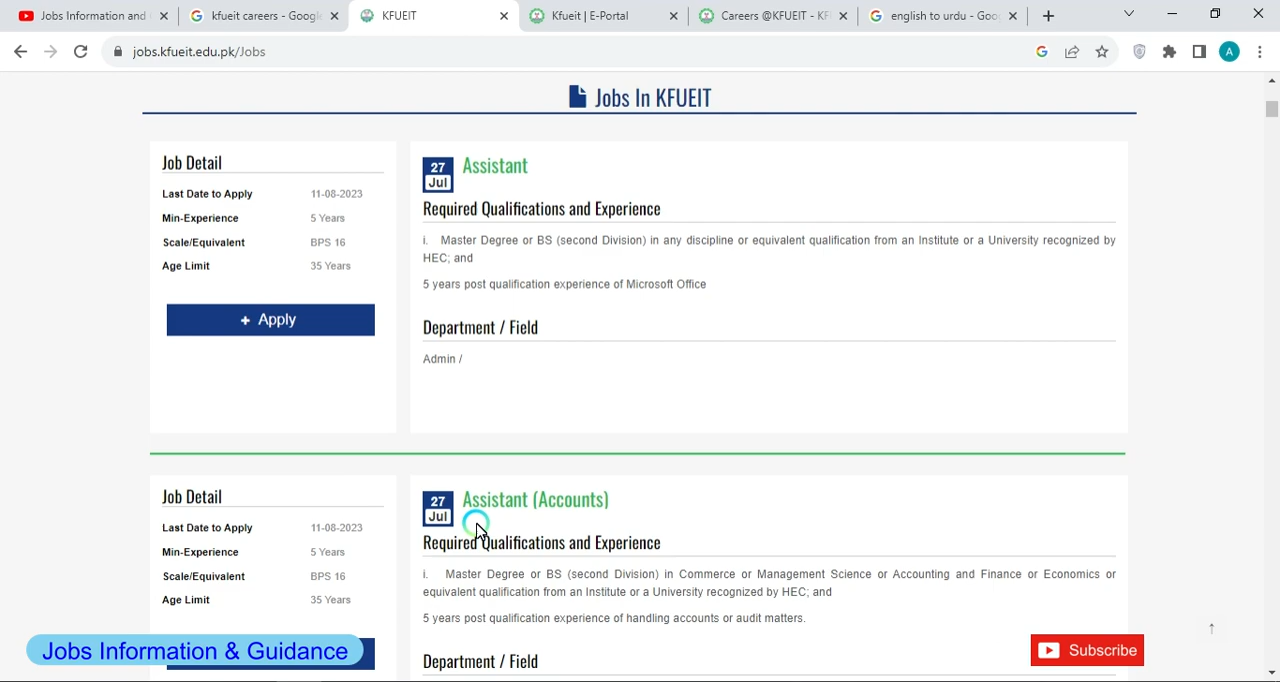 Jobs Information and
kfueit careers - Google
KFUEIT
Kfueit | E-Portal
Careers @KFUEIT - KF
english to urdu - Goo
jobs.kfueit.edu.pk/Jobs
A
Jobs In KFUEIT
Job Detail
Last Date to Apply 11-08-2023
Min-Experience 5 Years
Scale/Equivalent BPS 16
Age Limit 35 Years
+ Apply
27 Jul
Assistant
Required Qualifications and Experience
i. Master Degree or BS (second Division) in any discipline or equivalent qualification from an Institute or a University recognized by
HEC; and
5 years post qualification experience of Microsoft Office
Department / Field
Admin /
Job Detail
Last Date to Apply 11-08-2023
Min-Experience 5 Years
Scale/Equivalent BPS 16
Age Limit 35 Years
27 Jul
Assistant (Accounts)
Required Qualifications and Experience
i. Master Degree or BS (second Division) in Commerce or Management Science or Accounting and Finance or Economics or
equivalent qualification from an Institute or a University recognized by HEC; and
5 years post qualification experience of handling accounts or audit matters.
Department / Field
Jobs Information & Guidance
Subscribe